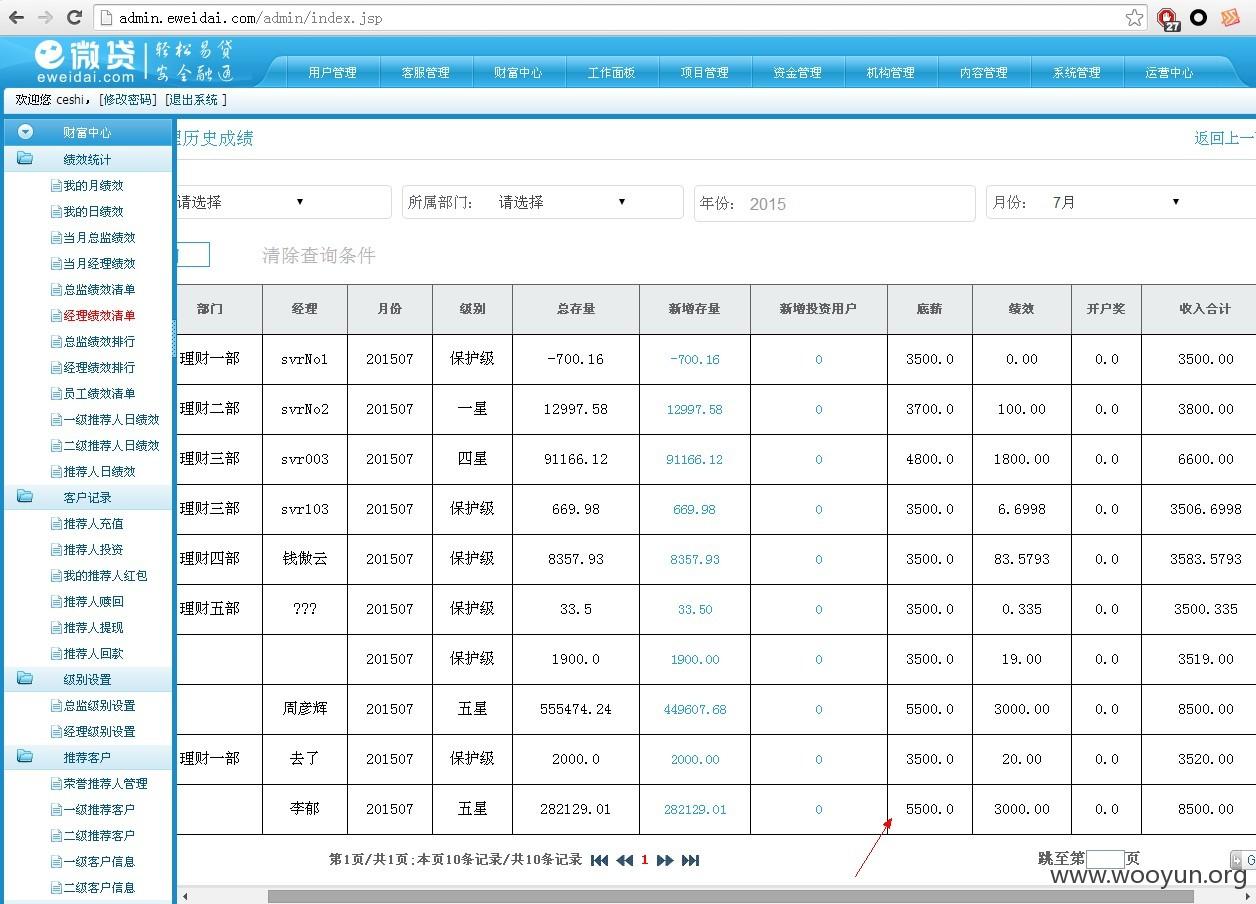 admin.eweidai.com/admin/index.jsp
27
微贷 轻松易贷
eweidai.com 安全融通
用户管理 客服管理 财富中心 工作面板 项目管理 资金管理 机构管理 内容管理 系统管理 运营中心
欢迎您 ceshi， [修改密码] [退出系统 ]
财富中心
绩效统计
我的月绩效
我的日绩效
当月总监绩效
当月经理绩效
总监绩效清单
经理绩效清单
总监绩效排行
经理绩效排行
员工绩效清单
一级推荐人日绩效
二级推荐人日绩效
推荐人日绩效
客户记录
推荐人充值
推荐人投资
我的推荐人红包
推荐人赎回
推荐人提现
推荐人回款
级别设置
总监级别设置
经理级别设置
推荐客户
荣誉推荐人管理
一级推荐客户
二级推荐客户
一级客户信息
二级客户信息
理历史成绩 返回上一
请选择 所属部门： 请选择 年份： 2015 月份： 7月
清除查询条件
部门 经理 月份 级别 总存量 新增存量 新增投资用户 底薪 绩效 开户奖 收入合计
理财一部 svrNo1 201507 保护级 -700.16 -700.16 0 3500.0 0.00 0.0 3500.00
理财二部 svrNo2 201507 一星 12997.58 12997.58 0 3700.0 100.00 0.0 3800.00
理财三部 svr003 201507 四星 91166.12 91166.12 0 4800.0 1800.00 0.0 6600.00
理财三部 svr103 201507 保护级 669.98 669.98 0 3500.0 6.6998 0.0 3506.6998
理财四部 钱傲云 201507 保护级 8357.93 8357.93 0 3500.0 83.5793 0.0 3583.5793
理财五部 ??? 201507 保护级 33.5 33.50 0 3500.0 0.335 0.0 3500.335
201507 保护级 1900.0 1900.00 0 3500.0 19.00 0.0 3519.00
周彦辉 201507 五星 555474.24 449607.68 0 5500.0 3000.00 0.0 8500.00
理财一部 去了 201507 保护级 2000.0 2000.00 0 3500.0 20.00 0.0 3520.00
李郁 201507 五星 282129.01 282129.01 0 5500.0 3000.00 0.0 8500.00
第1页/共1页:本页10条记录/共10条记录 1 跳至第 页 G
www.wooyun.org